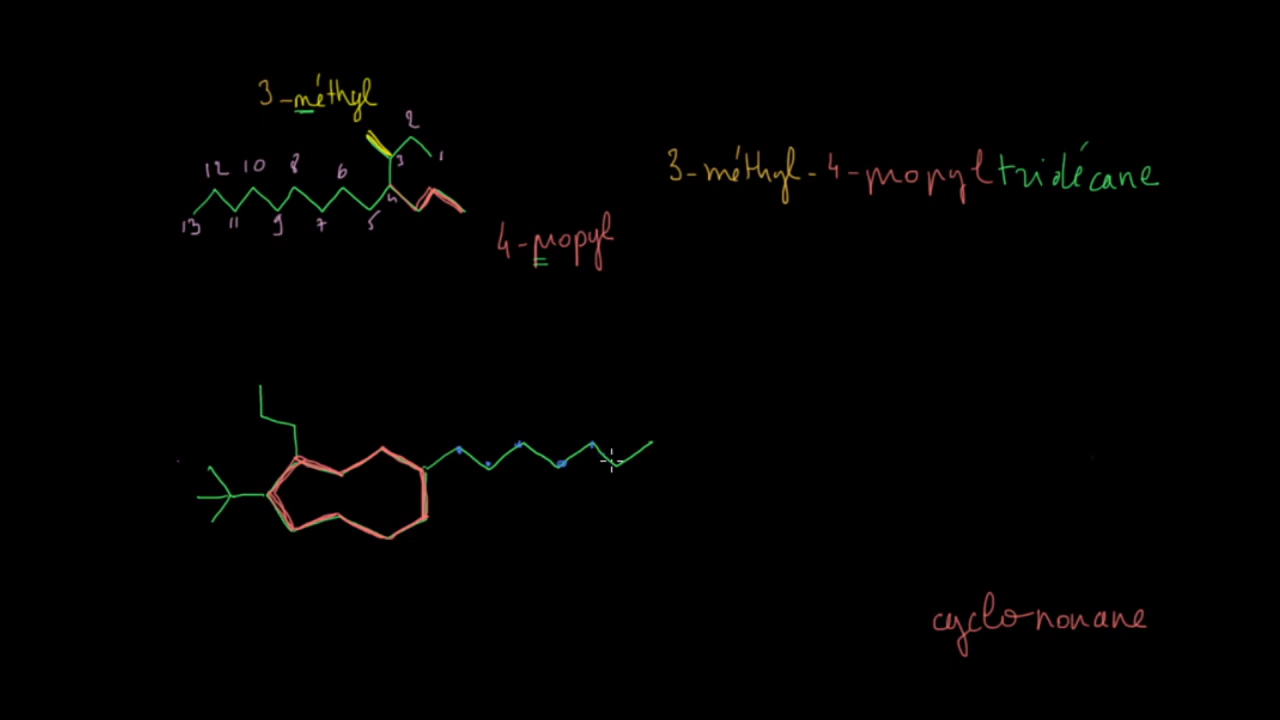 3-méthyl
2
1
3
12 10 8 6
4
13 11 9 7 5
4-propyl
3-méthyl-4-propyltridécane
cyclononane